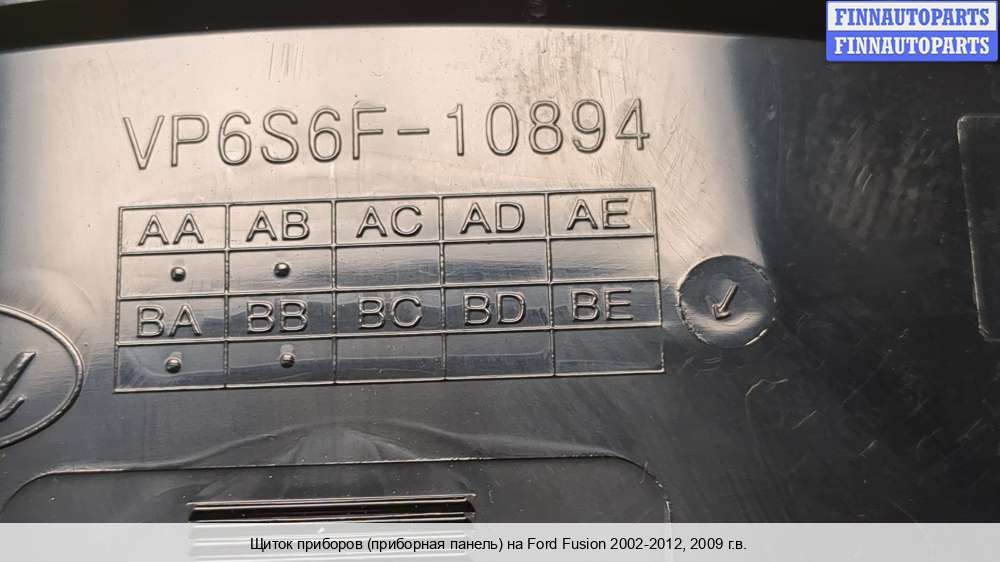 FINNAUTOPARTS
FINNAUTOPARTS
VP6S6F-10894
AA AB AC AD AE
BA BB BC BD BE
Щиток приборов (приборная панель) на Ford Fusion 2002-2012, 2009 г.в.